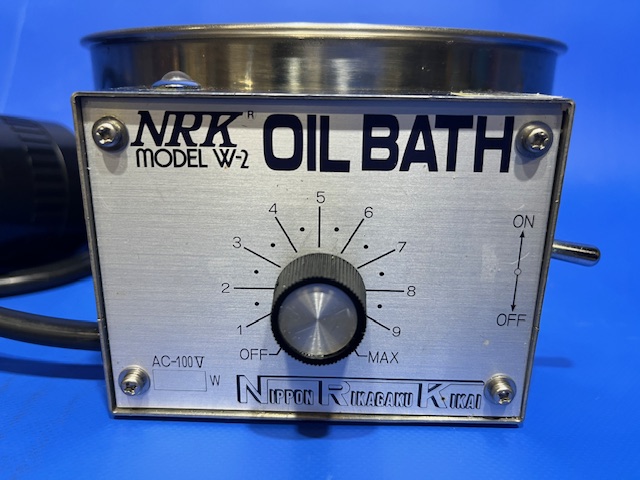 NRK R
MODEL W-2
OIL BATH
5
4 6
3 7
2 8
1 9
OFF MAX
ON
OFF
AC-100V
W
NIPPON RIKAGAKU KIKAI